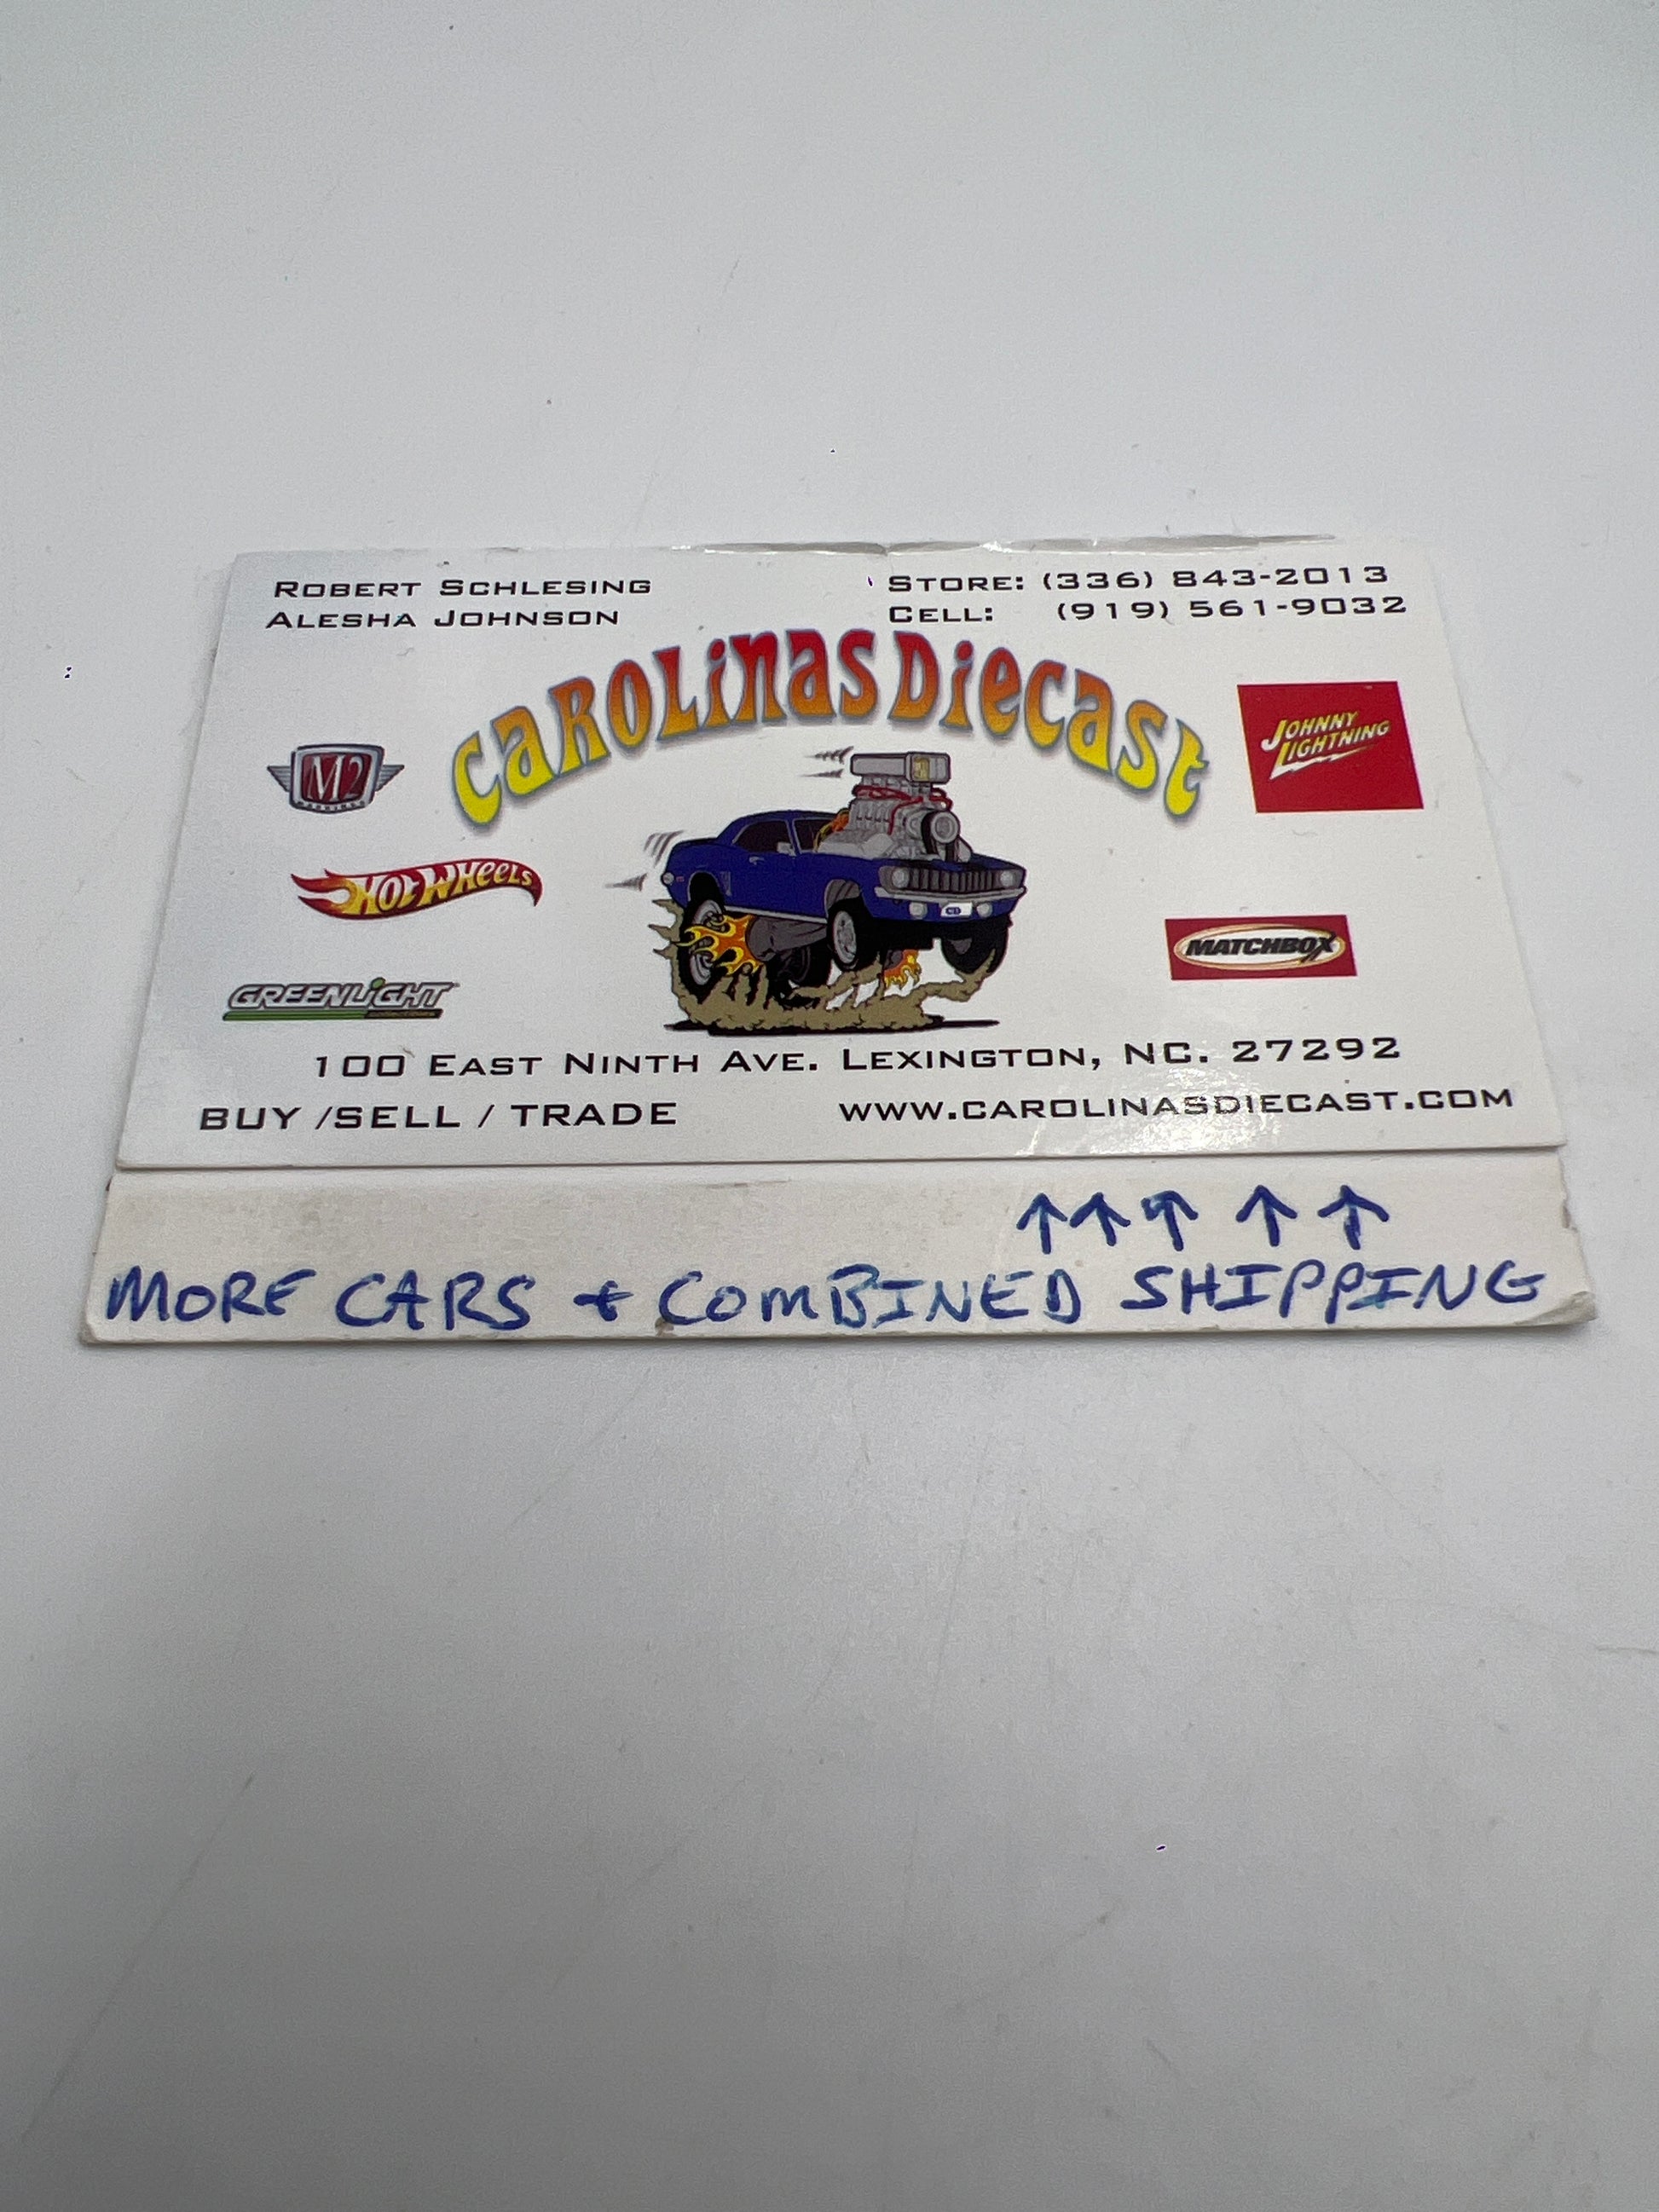 ROBERT SCHLESING
ALESHA JOHNSON
STORE: (336) 843-2013
CELL: (919) 561-9032
CAROLINAS DIECAST
M2
JOHNNY LIGHTNING
HOT WHEELS
MATCHBOX
GREENLIGHT
100 EAST NINTH AVE. LEXINGTON, NC. 27292
BUY /SELL / TRADE
WWW.CAROLINASDIECAST.COM
↑↑↑ ↑ ↑
MORE CARS + COMBINED SHIPPING